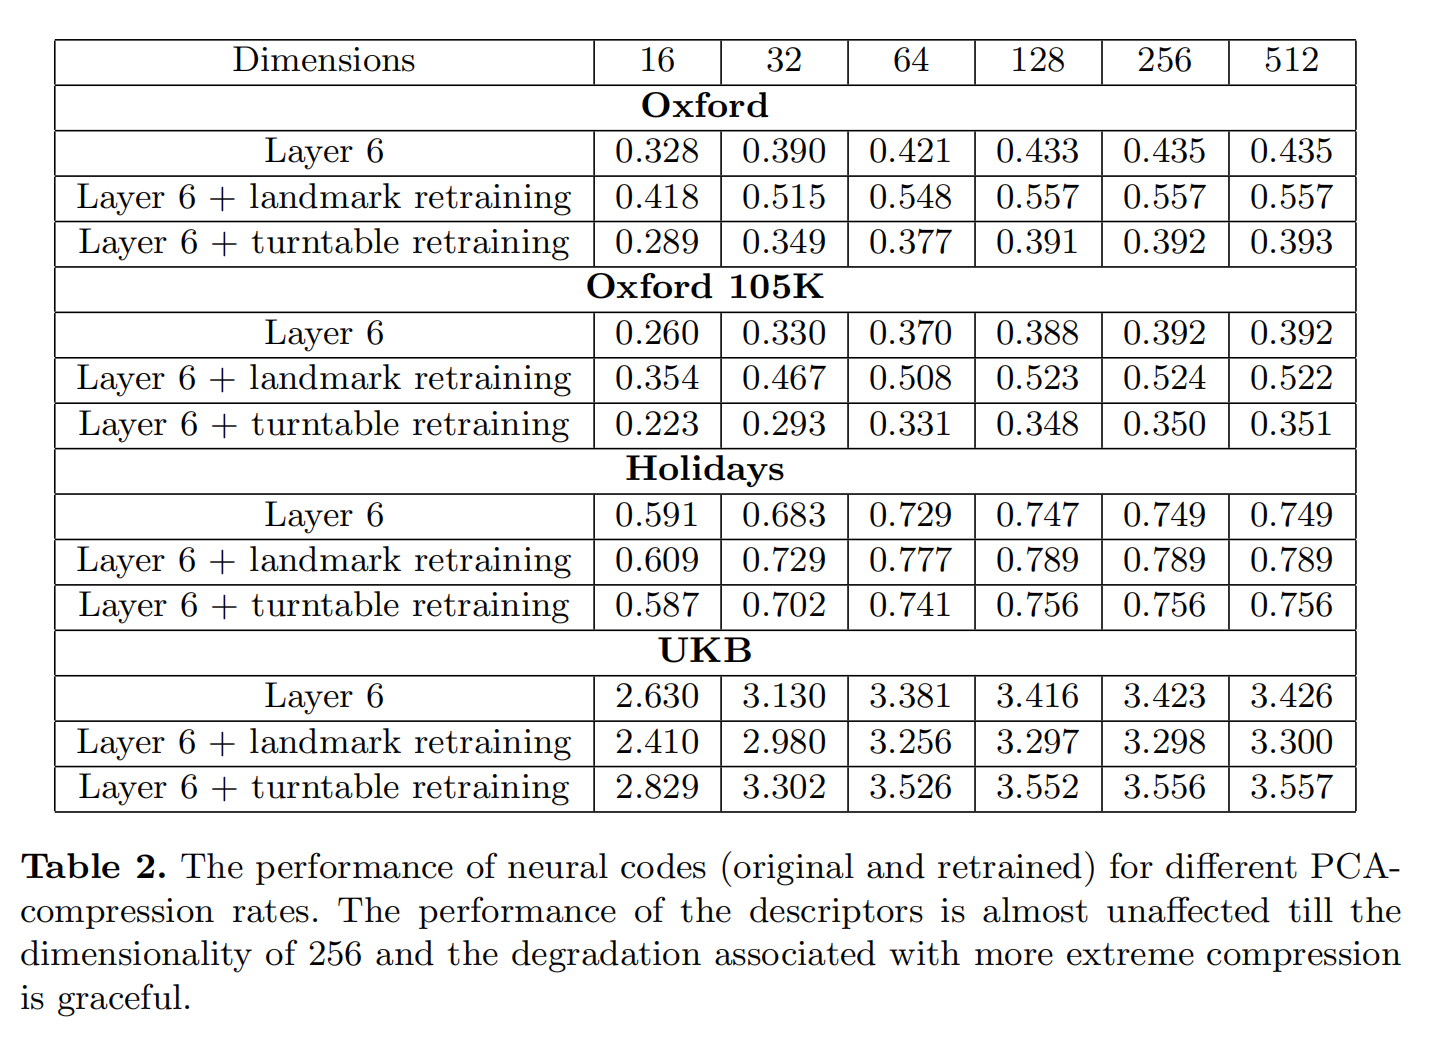 Dimensions 16 32 64 128 256 512
Oxford
Layer 6 0.328 0.390 0.421 0.433 0.435 0.435
Layer 6 + landmark retraining 0.418 0.515 0.548 0.557 0.557 0.557
Layer 6 + turntable retraining 0.289 0.349 0.377 0.391 0.392 0.393
Oxford 105K
Layer 6 0.260 0.330 0.370 0.388 0.392 0.392
Layer 6 + landmark retraining 0.354 0.467 0.508 0.523 0.524 0.522
Layer 6 + turntable retraining 0.223 0.293 0.331 0.348 0.350 0.351
Holidays
Layer 6 0.591 0.683 0.729 0.747 0.749 0.749
Layer 6 + landmark retraining 0.609 0.729 0.777 0.789 0.789 0.789
Layer 6 + turntable retraining 0.587 0.702 0.741 0.756 0.756 0.756
UKB
Layer 6 2.630 3.130 3.381 3.416 3.423 3.426
Layer 6 + landmark retraining 2.410 2.980 3.256 3.297 3.298 3.300
Layer 6 + turntable retraining 2.829 3.302 3.526 3.552 3.556 3.557
Table 2. The performance of neural codes (original and retrained) for different PCA-
compression rates. The performance of the descriptors is almost unaffected till the
dimensionality of 256 and the degradation associated with more extreme compression
is graceful.